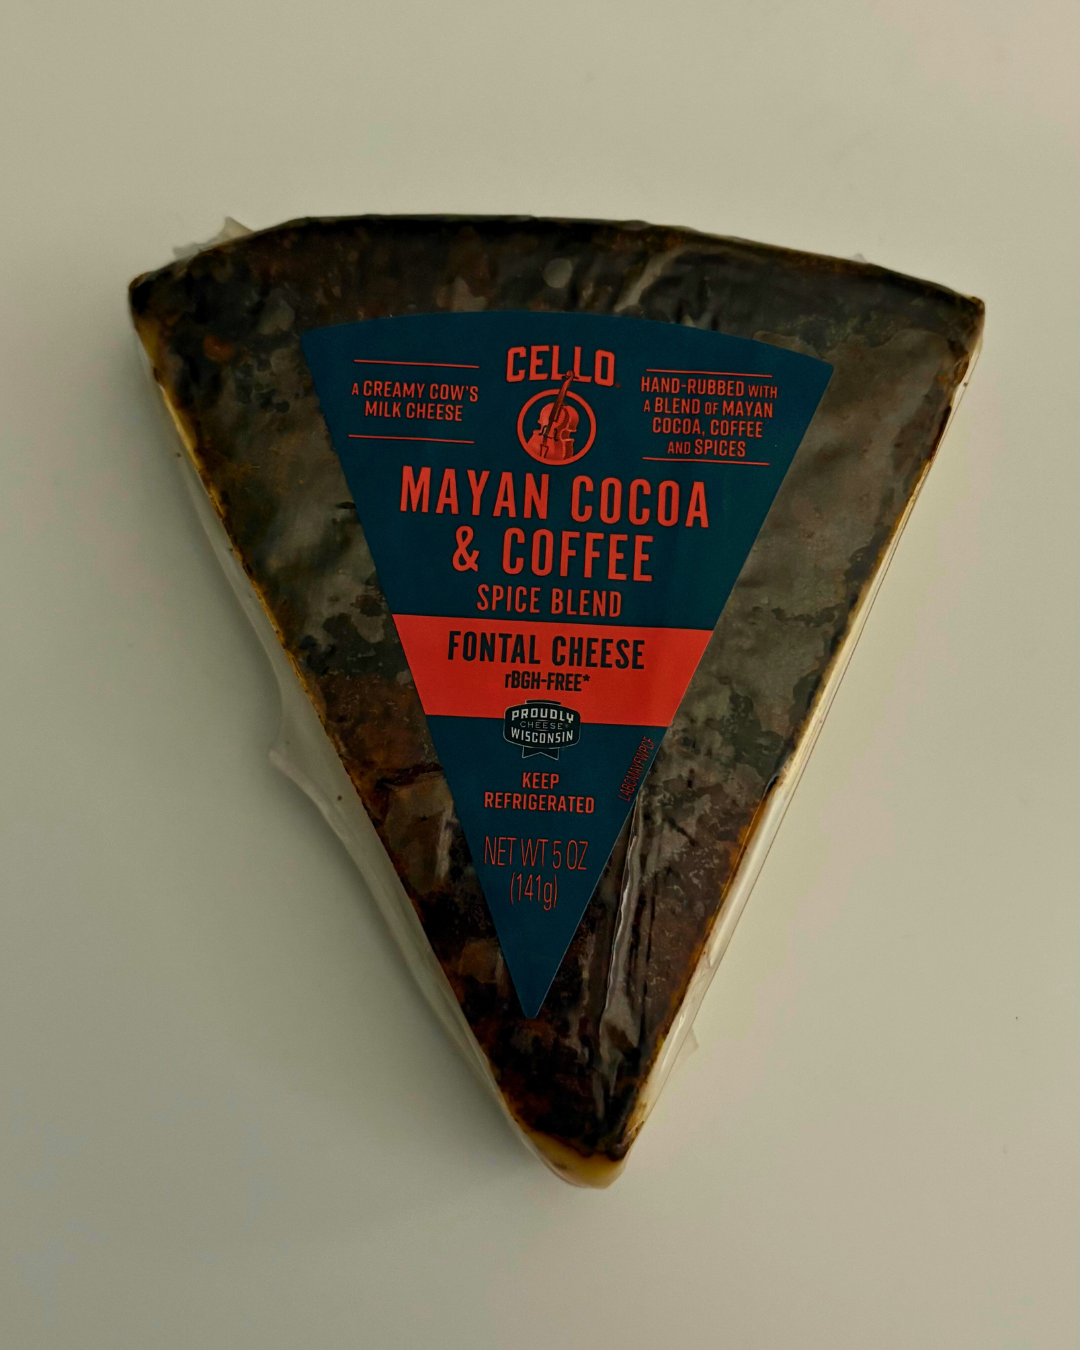 CELLO
A CREAMY COW'S
MILK CHEESE
HAND-RUBBED WITH
A BLEND OF MAYAN
COCOA, COFFEE
AND SPICES
MAYAN COCOA
& COFFEE
SPICE BLEND
FONTAL CHEESE
rBGH-FREE*
PROUDLY
WISCONSIN
CHEESE®
KEEP
REFRIGERATED
NET WT 5 OZ
(141g)